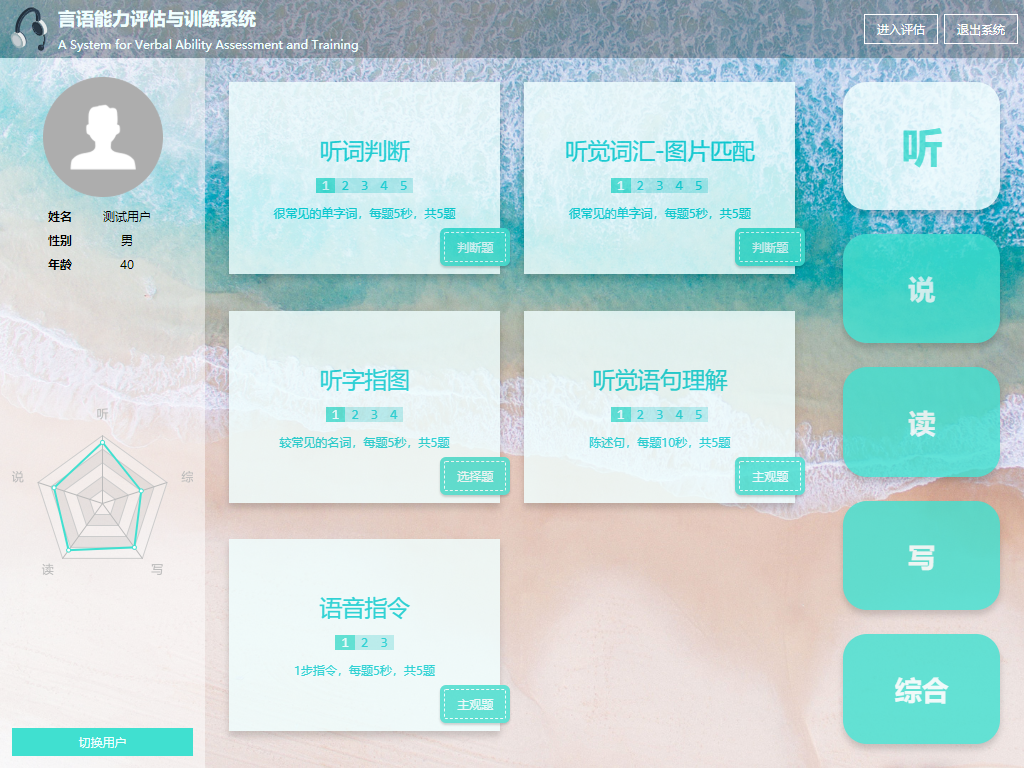 言语能力评估与训练系统
A System for Verbal Ability Assessment and Training
进入评估
退出系统
姓名 测试用户
性别 男
年龄 40
听
说
综
读
写
切换用户
听词判断
1 2 3 4 5
很常见的单字词，每题5秒，共5题
判断题
听觉词汇-图片匹配
1 2 3 4 5
很常见的单字词，每题5秒，共5题
判断题
听字指图
1 2 3 4
较常见的名词，每题5秒，共5题
选择题
听觉语句理解
1 2 3 4 5
陈述句，每题10秒，共5题
主观题
语音指令
1 2 3
1步指令，每题5秒，共5题
主观题
听
说
读
写
综合